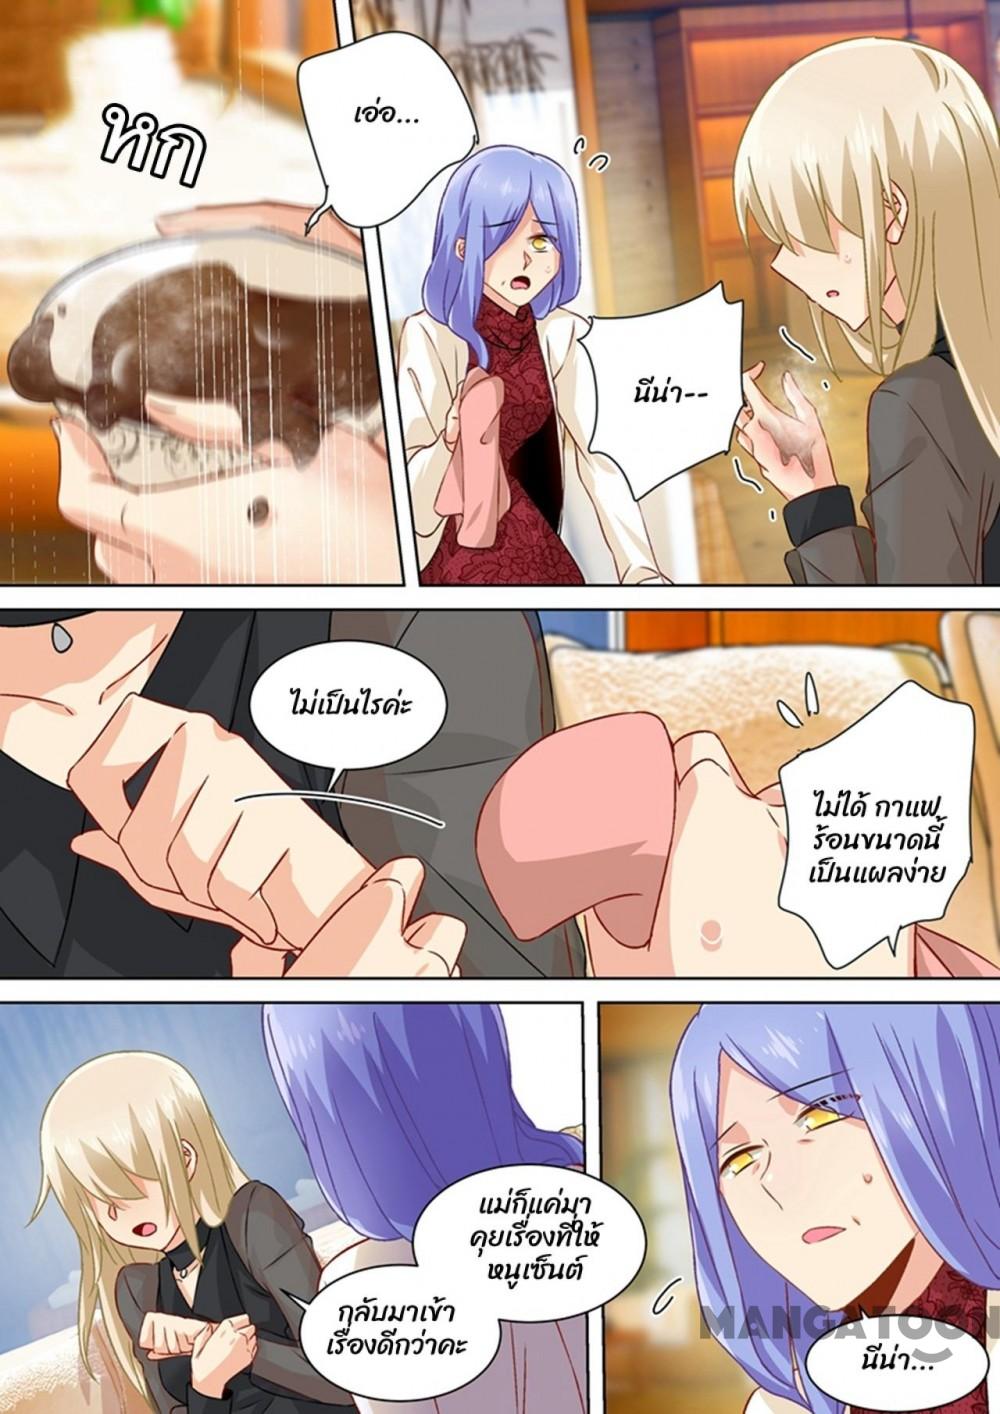 หก
เอ่อ...
นีน่า--
ไม่เป็นไรค่ะ
ไม่ได้ กาแฟ
ร้อนขนาดนี้
เป็นแผลง่าย
แม่ก็แค่มา
คุยเรื่องที่ให้
หนูเซ็นต์
กลับมาเข้า
เรื่องดีกว่าคะ
นีน่า...
MANGATOON